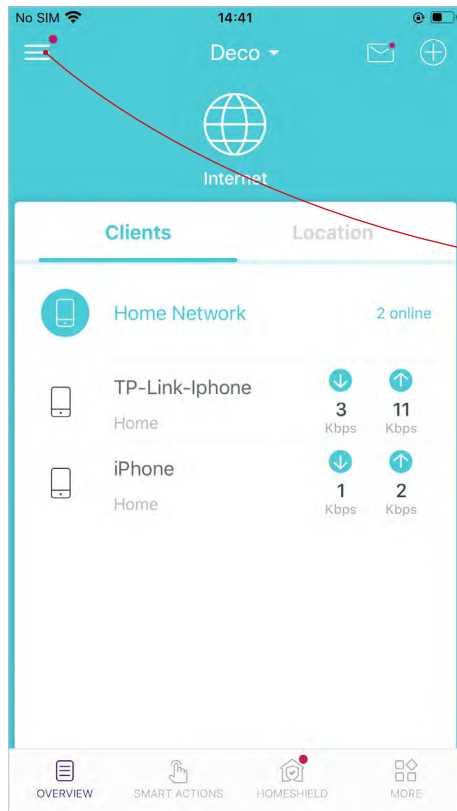 No SIM 14:41
Deco
Internet
Clients Location
Home Network 2 online
TP-Link-Iphone
Home
3 11
Kbps Kbps
iPhone
Home
1 2
Kbps Kbps
OVERVIEW SMART ACTIONS HOMESHIELD MORE